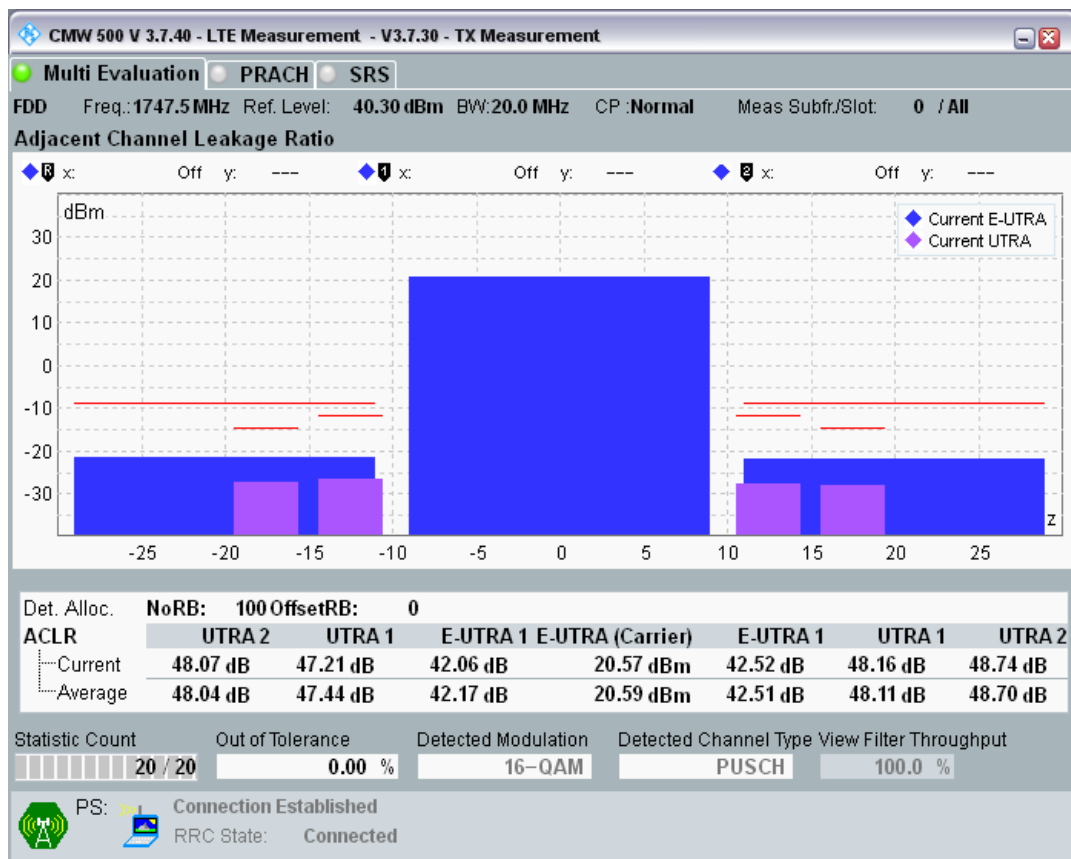 CMW 500 V 3.7.40 - LTE Measurement - V3.7.30 - TX Measurement
Multi Evaluation PRACH SRS
FDD Freq.:1747.5 MHz Ref. Level: 40.30 dBm BW:20.0 MHz CP :Normal Meas Subfr./Slot: 0 / All
Adjacent Channel Leakage Ratio
R x: Off y: --- 1 x: Off y: --- 2 x: Off y: ---
dBm
Current E-UTRA
Current UTRA
30
20
10
0
-10
-20
-30
z
-25 -20 -15 -10 -5 0 5 10 15 20 25
Det. Alloc. NoRB: 100 OffsetRB: 0
ACLR UTRA 2 UTRA 1 E-UTRA 1 E-UTRA (Carrier) E-UTRA 1 UTRA 1 UTRA 2
Current 48.07 dB 47.21 dB 42.06 dB 20.57 dBm 42.52 dB 48.16 dB 48.74 dB
Average 48.04 dB 47.44 dB 42.17 dB 20.59 dBm 42.51 dB 48.11 dB 48.70 dB
Statistic Count Out of Tolerance Detected Modulation Detected Channel Type View Filter Throughput
20 / 20 0.00 % 16-QAM PUSCH 100.0 %
PS: Connection Established
RRC State: Connected